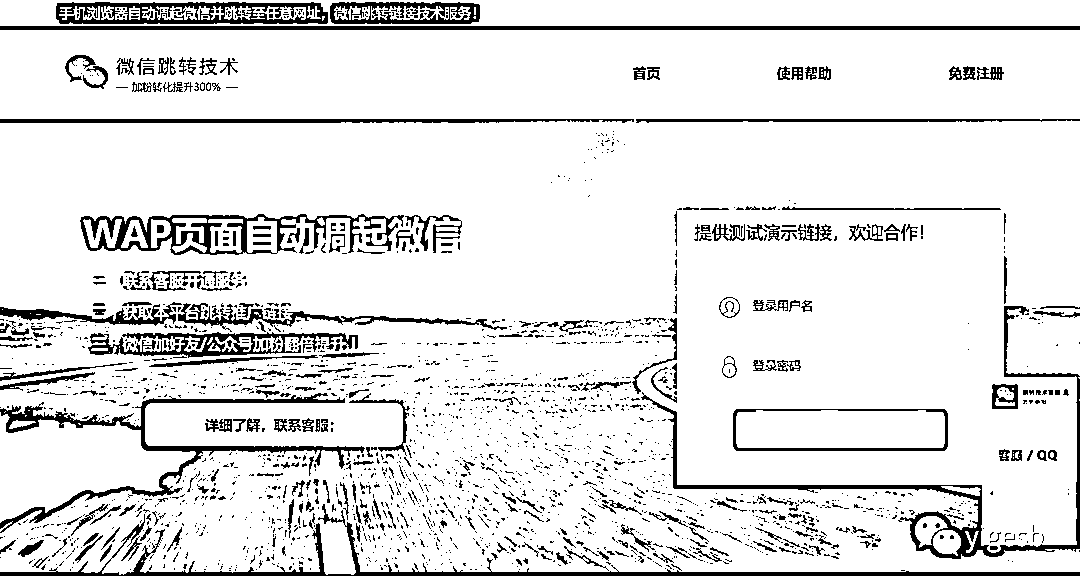 手机浏览器自动调起微信并跳转至任意网址，微信跳转链接技术服务！
微信跳转技术
— 加粉转化提升300% —
首页
使用帮助
免费注册
WAP页面自动调起微信
一、联系客服开通服务
二、获取本平台跳转推广链接
三、微信加好友/公众号加粉翻倍提升！
详细了解，联系客服；
提供测试演示链接，欢迎合作！
登录用户名
登录密码
客服 / QQ
yigesb